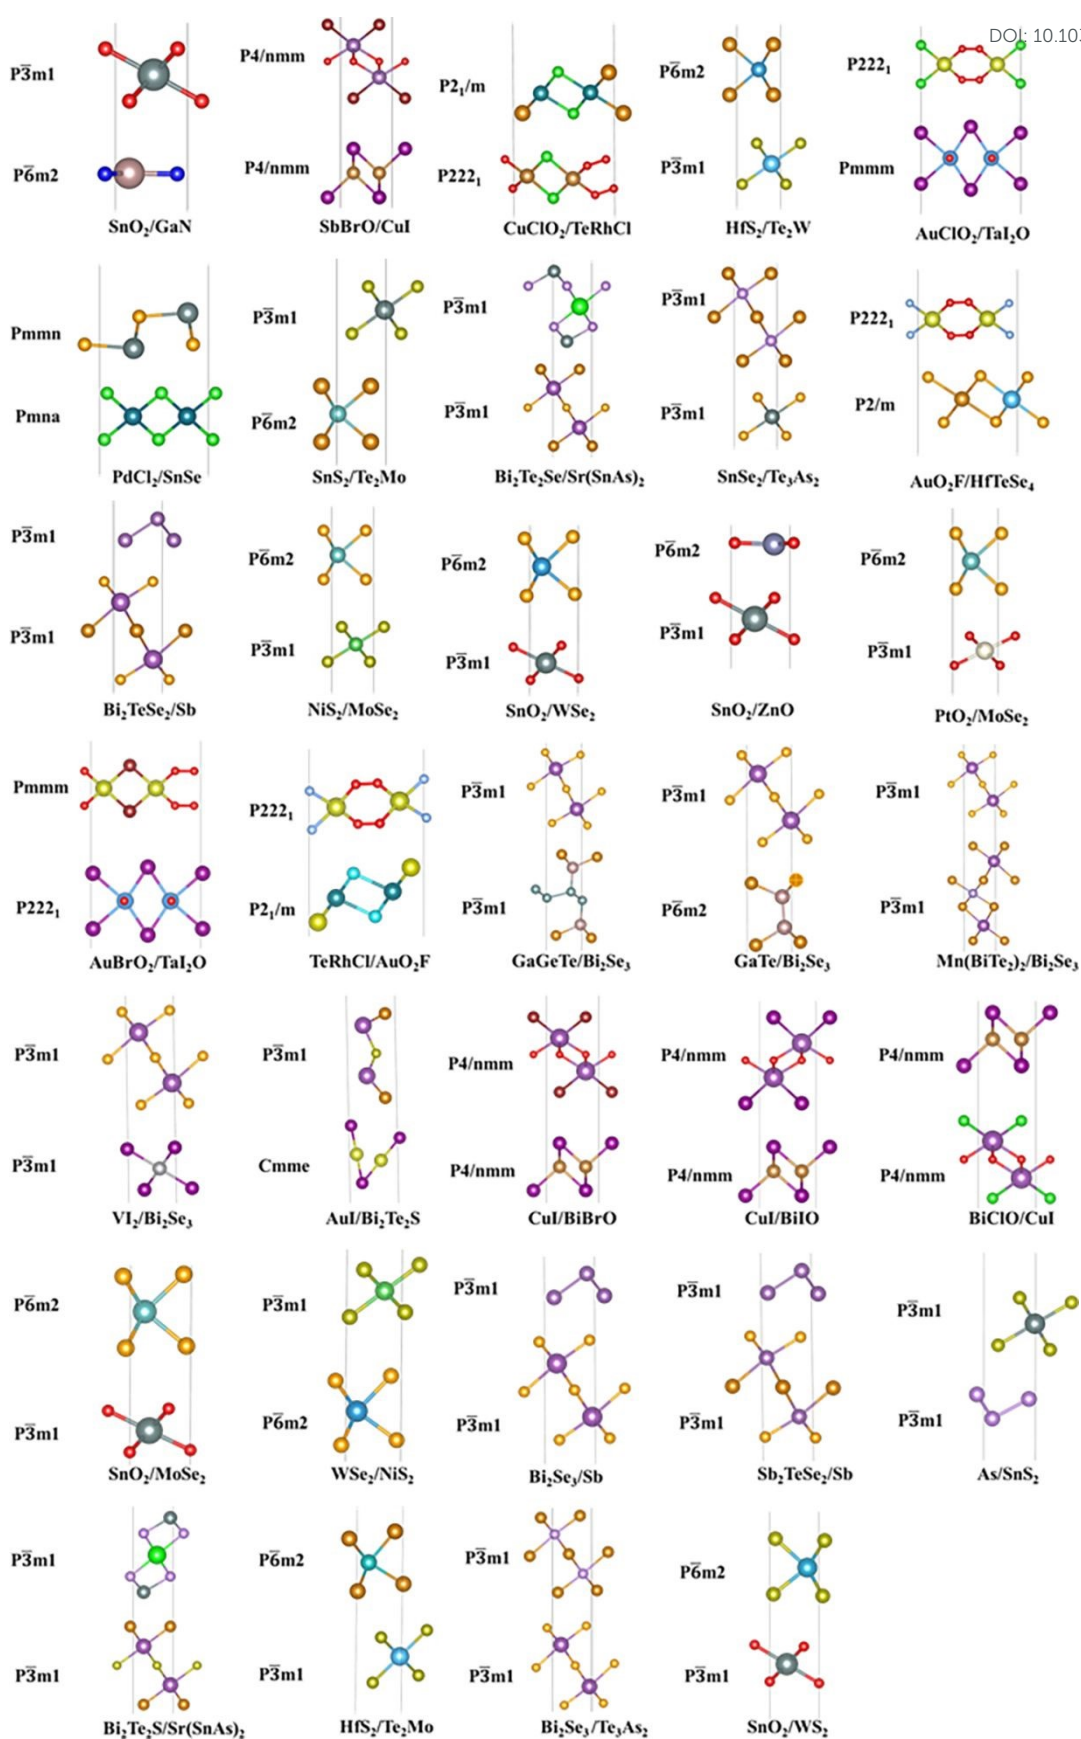 DOI: 10.103
P3̅m1
P4/nmm
P2₁/m
P6̅m2
P222₁
P6̅m2
P4/nmm
P222₁
P3̅m1
Pmmm
SnO₂/GaN
SbBrO/CuI
CuClO₂/TeRhCl
HfS₂/Te₂W
AuClO₂/TaI₂O
Pmmn
P3̅m1
P3̅m1
P3̅m1
P222₁
Pmna
P6̅m2
P3̅m1
P3̅m1
P2/m
PdCl₂/SnSe
SnS₂/Te₂Mo
Bi₂Te₂Se/Sr(SnAs)₂
SnSe₂/Te₃As₂
AuO₂F/HfTeSe₄
P3̅m1
P6̅m2
P6̅m2
P6̅m2
P6̅m2
P3̅m1
P3̅m1
P3̅m1
P3̅m1
P3̅m1
Bi₂TeSe₂/Sb
NiS₂/MoSe₂
SnO₂/WSe₂
SnO₂/ZnO
PtO₂/MoSe₂
Pmmm
P222₁
P3̅m1
P3̅m1
P3̅m1
P222₁
P2₁/m
P3̅m1
P6̅m2
P3̅m1
AuBrO₂/TaI₂O
TeRhCl/AuO₂F
GaGeTe/Bi₂Se₃
GaTe/Bi₂Se₃
Mn(BiTe₂)₂/Bi₂Se₃
P3̅m1
P3̅m1
P4/nmm
P4/nmm
P4/nmm
P3̅m1
Cmme
P4/nmm
P4/nmm
P4/nmm
VI₂/Bi₂Se₃
AuI/Bi₂Te₂S
CuI/BiBrO
CuI/BiIO
BiClO/CuI
P6̅m2
P3̅m1
P3̅m1
P3̅m1
P3̅m1
P3̅m1
P6̅m2
P3̅m1
P3̅m1
P3̅m1
SnO₂/MoSe₂
WSe₂/NiS₂
Bi₂Se₃/Sb
Sb₂TeSe₂/Sb
As/SnS₂
P3̅m1
P6̅m2
P3̅m1
P6̅m2
P3̅m1
P3̅m1
P3̅m1
P3̅m1
Bi₂Te₂S/Sr(SnAs)₂
HfS₂/Te₂Mo
Bi₂Se₃/Te₃As₂
SnO₂/WS₂